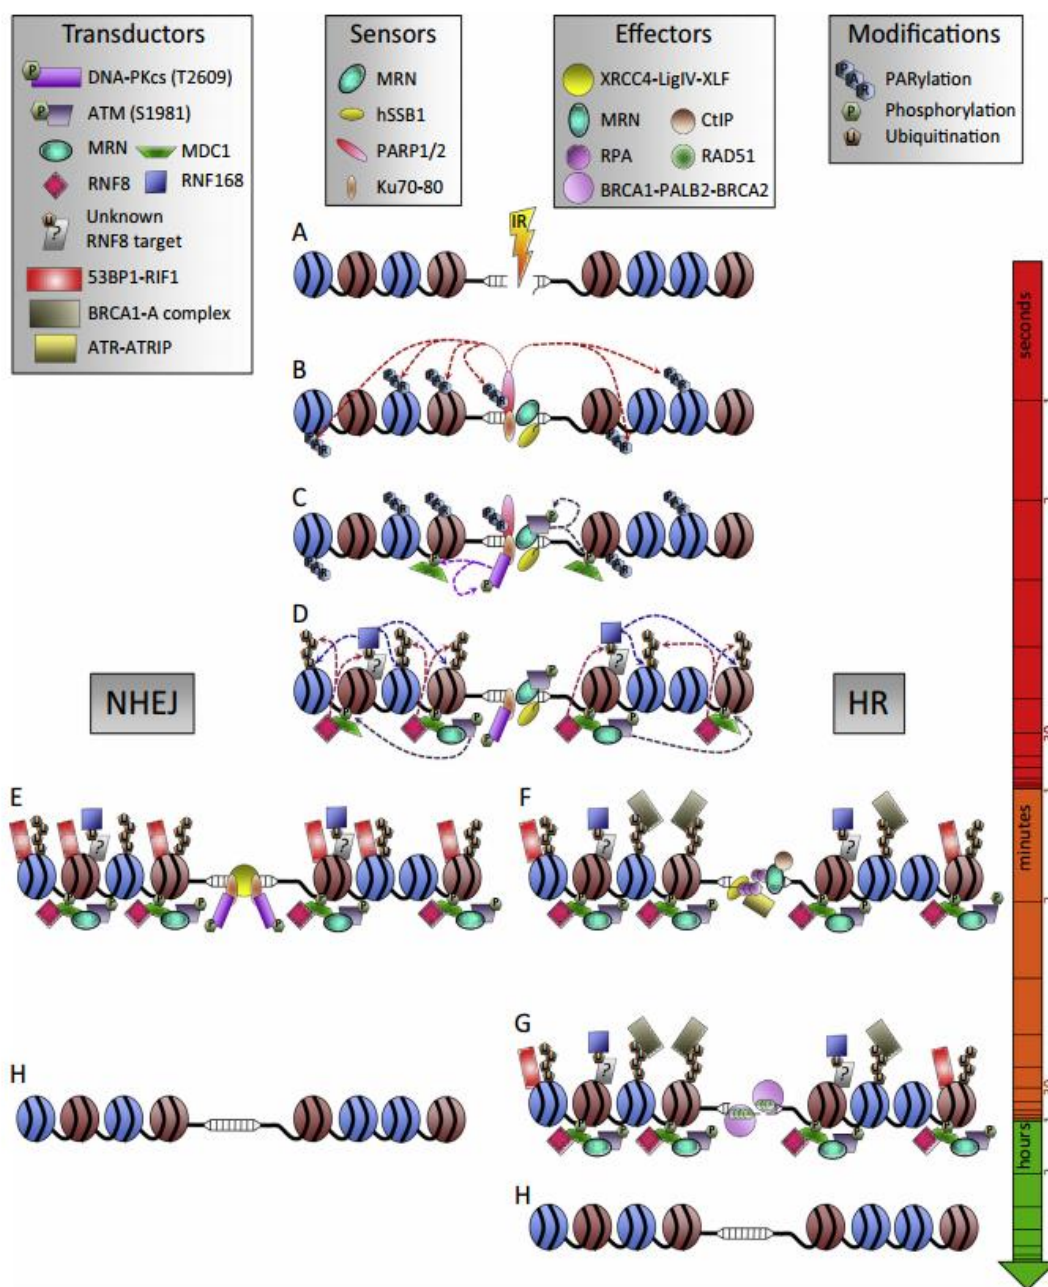 Transductors
P
DNA-PKcs (T2609)
P
ATM (S1981)
MRN
MDC1
RNF8
RNF168
U
?
Unknown
RNF8 target
53BP1-RIF1
BRCA1-A complex
ATR-ATRIP
Sensors
MRN
hSSB1
PARP1/2
Ku70-80
Effectors
XRCC4-LigIV-XLF
MRN
CtIP
RPA
RAD51
BRCA1-PALB2-BRCA2
Modifications
P A R
PARylation
P
Phosphorylation
U
Ubiquitination
A
IR
B
C
D
NHEJ
HR
E
F
G
H
H
seconds
minutes
hours